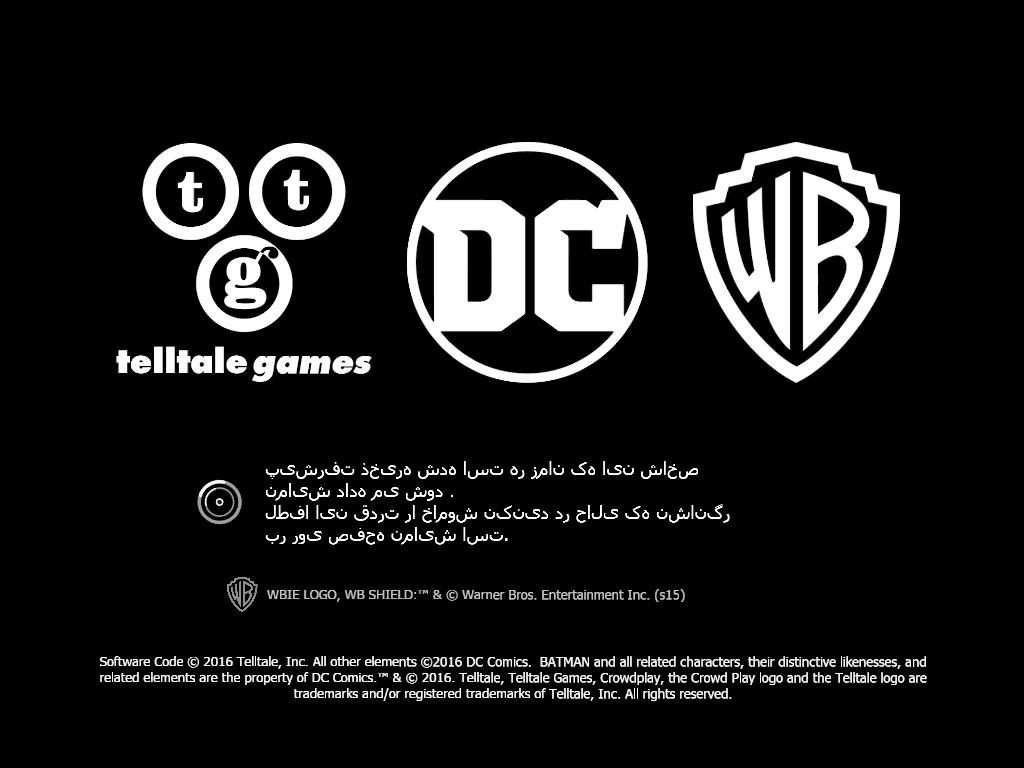 t t
g
telltale games
DC
WB
پیشرفت ذخیره شده است هر زمان که این شاخص
نمایش داده می شود .
لطفا این قدرت را خاموش نکنید در حالی که نشانگر
بر روی صفحه نمایش است.
WBIE LOGO, WB SHIELD:™ & © Warner Bros. Entertainment Inc. (s15)
Software Code © 2016 Telltale, Inc. All other elements ©2016 DC Comics. BATMAN and all related characters, their distinctive likenesses, and
related elements are the property of DC Comics.™ & © 2016. Telltale, Telltale Games, Crowdplay, the Crowd Play logo and the Telltale logo are
trademarks and/or registered trademarks of Telltale, Inc. All rights reserved.